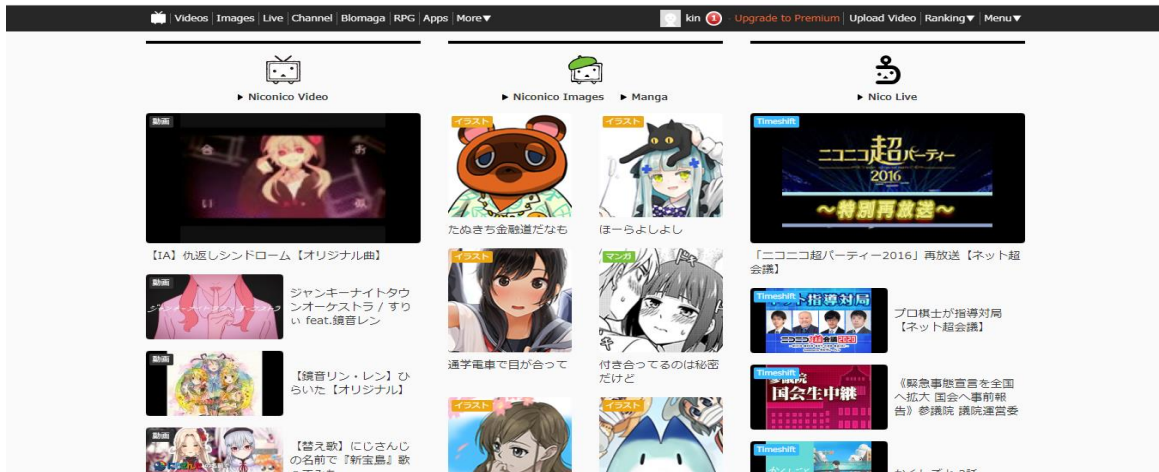 Videos Images Live Channel Blomaga RPG Apps More▼ kin 1 Upgrade to Premium Upload Video Ranking▼ Menu▼
▶ Niconico Video
動画
合
お
い
似
【IA】仇返しシンドローム【オリジナル曲】
動画
ジャンキーナイトタウ
ンオーケストラ / すり
ぃ feat.鏡音レン
動画
【鏡音リン・レン】ひ
らいた【オリジナル】
動画
【替え歌】にじさんじ
の名前で『新宝島』歌
▶ Niconico Images ▶ Manga
イラスト
たぬきち金融道だなも
イラスト
ほーらよしよし
イラスト
通学電車で目が合って
マンガ
付き合ってるのは秘密
だけど
イラスト
イラスト
▶ Nico Live
Timeshift
ニコニコ超パーティー
2016
～特別再放送～
「ニコニコ超パーティー2016」再放送【ネット超
会議】
Timeshift
指導対局
プロ棋士が指導対局
【ネット超会議】
Timeshift
参議院
国会生中継
《緊急事態宣言を全国
へ拡大 国会へ事前報
告》参議院 議院運営委
Timeshift